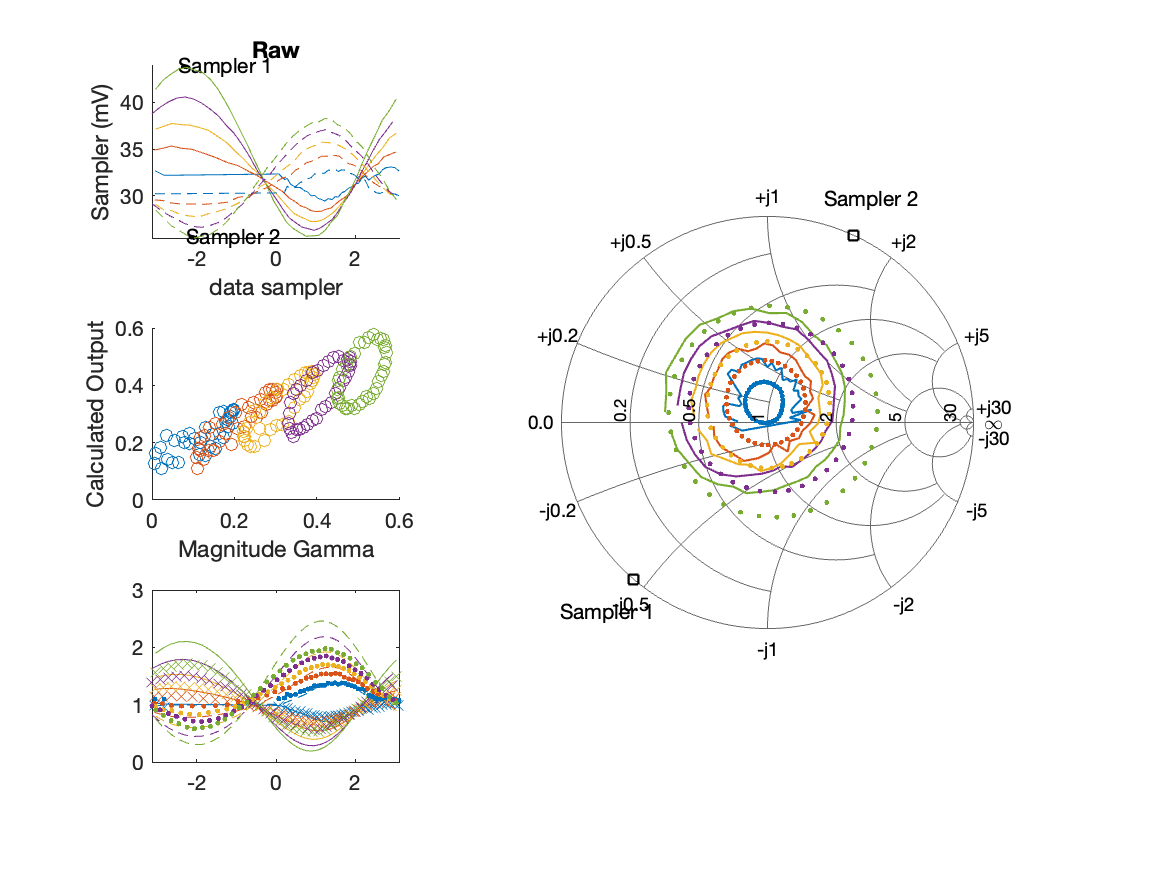 Raw
Sampler 1
Sampler (mV)
40
35
30
Sampler 2
-2 0 2
data sampler
Calculated Output
0.6
0.4
0.2
0
0 0.2 0.4 0.6
Magnitude Gamma
3
2
1
0
-2 0 2
+j1
Sampler 2
+j0.5
+j2
+j0.2
+j5
0.0
0.2
0.5
1
2
5
30
+j30
∞
-j30
-j0.2
-j5
-j0.5
Sampler 1
-j2
-j1